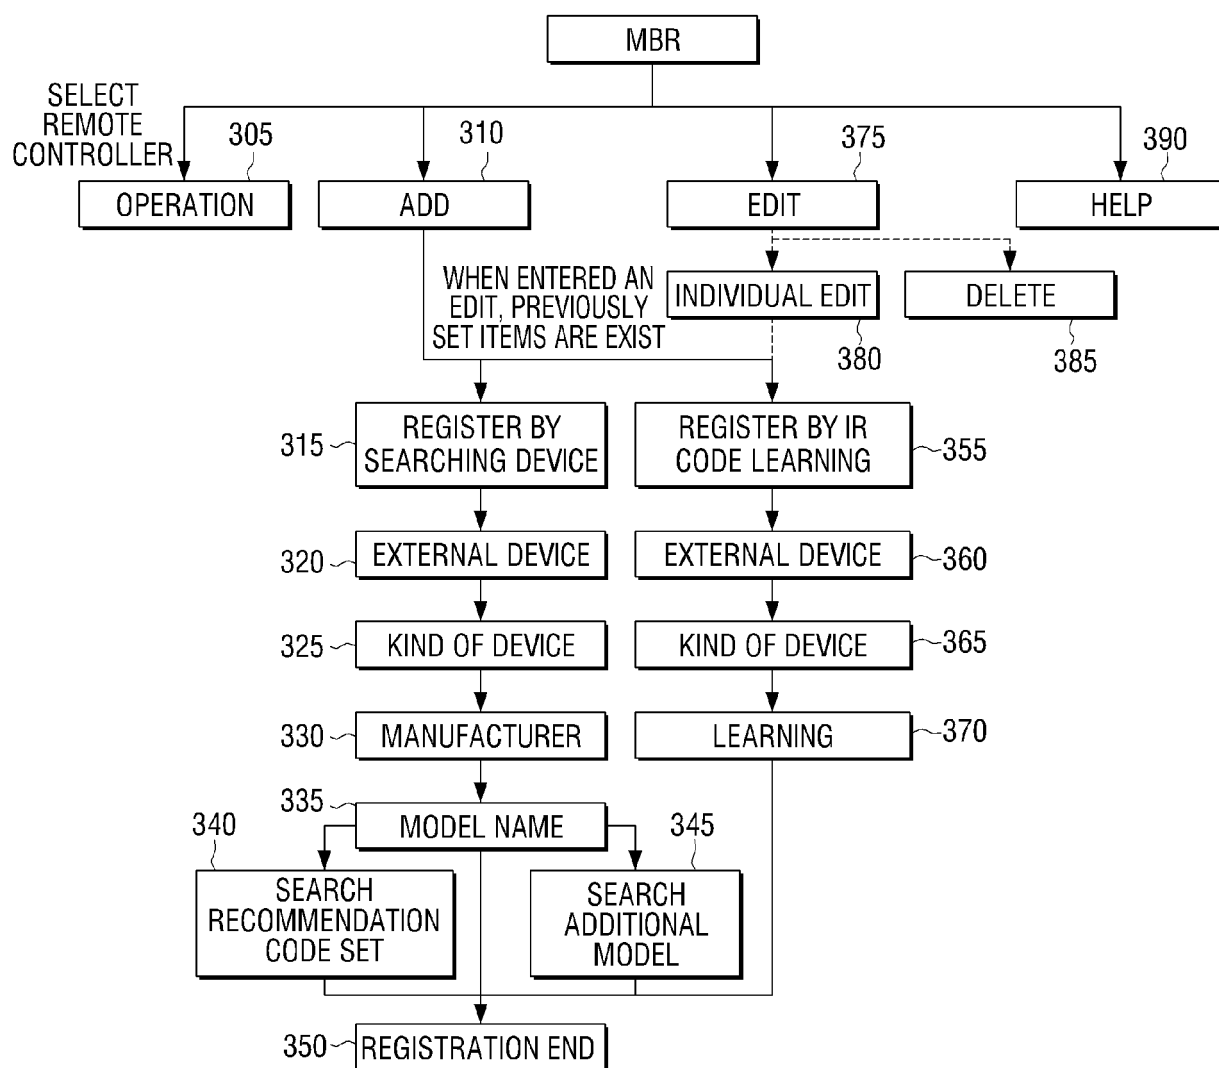 MBR
SELECT
REMOTE
CONTROLLER
305
310
375
390
OPERATION
ADD
EDIT
HELP
WHEN ENTERED AN
EDIT, PREVIOUSLY
SET ITEMS ARE EXIST
INDIVIDUAL EDIT
DELETE
380
385
315
REGISTER BY
SEARCHING DEVICE
REGISTER BY IR
CODE LEARNING
355
320
EXTERNAL DEVICE
EXTERNAL DEVICE
360
325
KIND OF DEVICE
KIND OF DEVICE
365
330
MANUFACTURER
LEARNING
370
335
MODEL NAME
340
345
SEARCH
RECOMMENDATION
CODE SET
SEARCH
ADDITIONAL
MODEL
350
REGISTRATION END